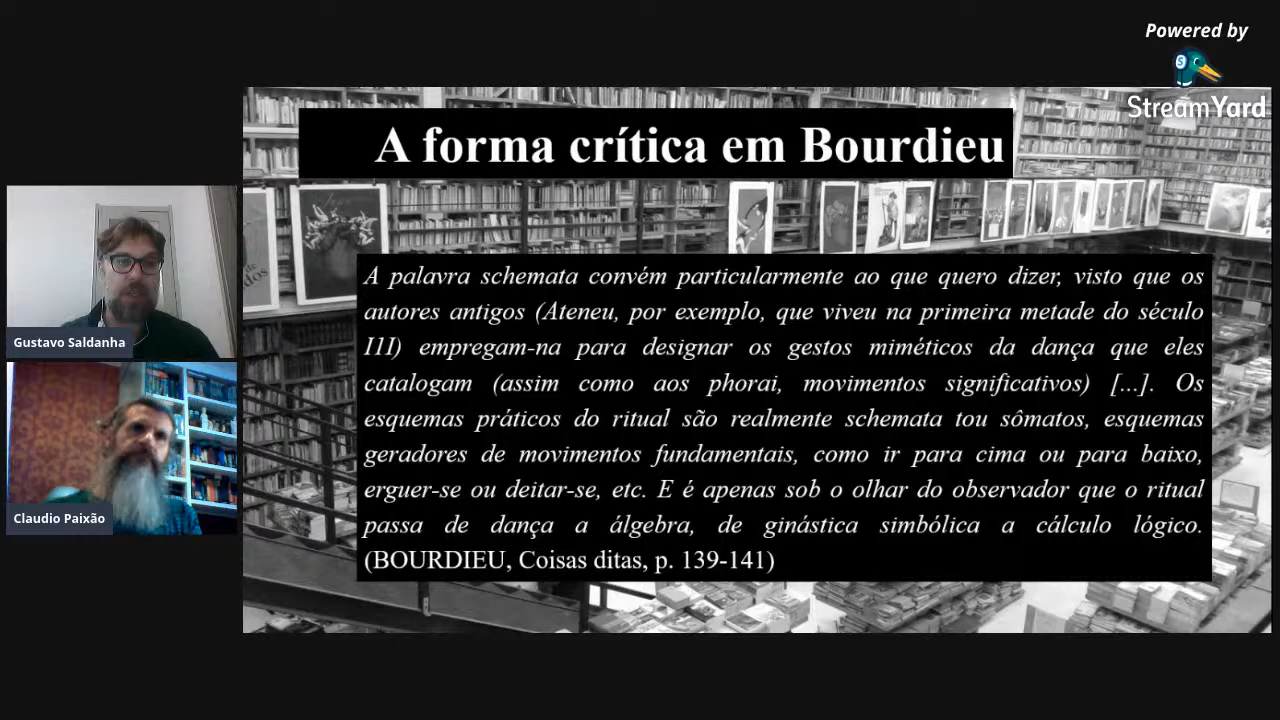 Powered by
StreamYard
A forma crítica em Bourdieu
A palavra schemata convém particularmente ao que quero dizer, visto que os
autores antigos (Ateneu, por exemplo, que viveu na primeira metade do século
III) empregam-na para designar os gestos miméticos da dança que eles
catalogam (assim como aos phorai, movimentos significativos) [...]. Os
esquemas práticos do ritual são realmente schemata tou sômatos, esquemas
geradores de movimentos fundamentais, como ir para cima ou para baixo,
erguer-se ou deitar-se, etc. E é apenas sob o olhar do observador que o ritual
passa de dança a álgebra, de ginástica simbólica a cálculo lógico.
(BOURDIEU, Coisas ditas, p. 139-141)
Gustavo Saldanha
Claudio Paixão